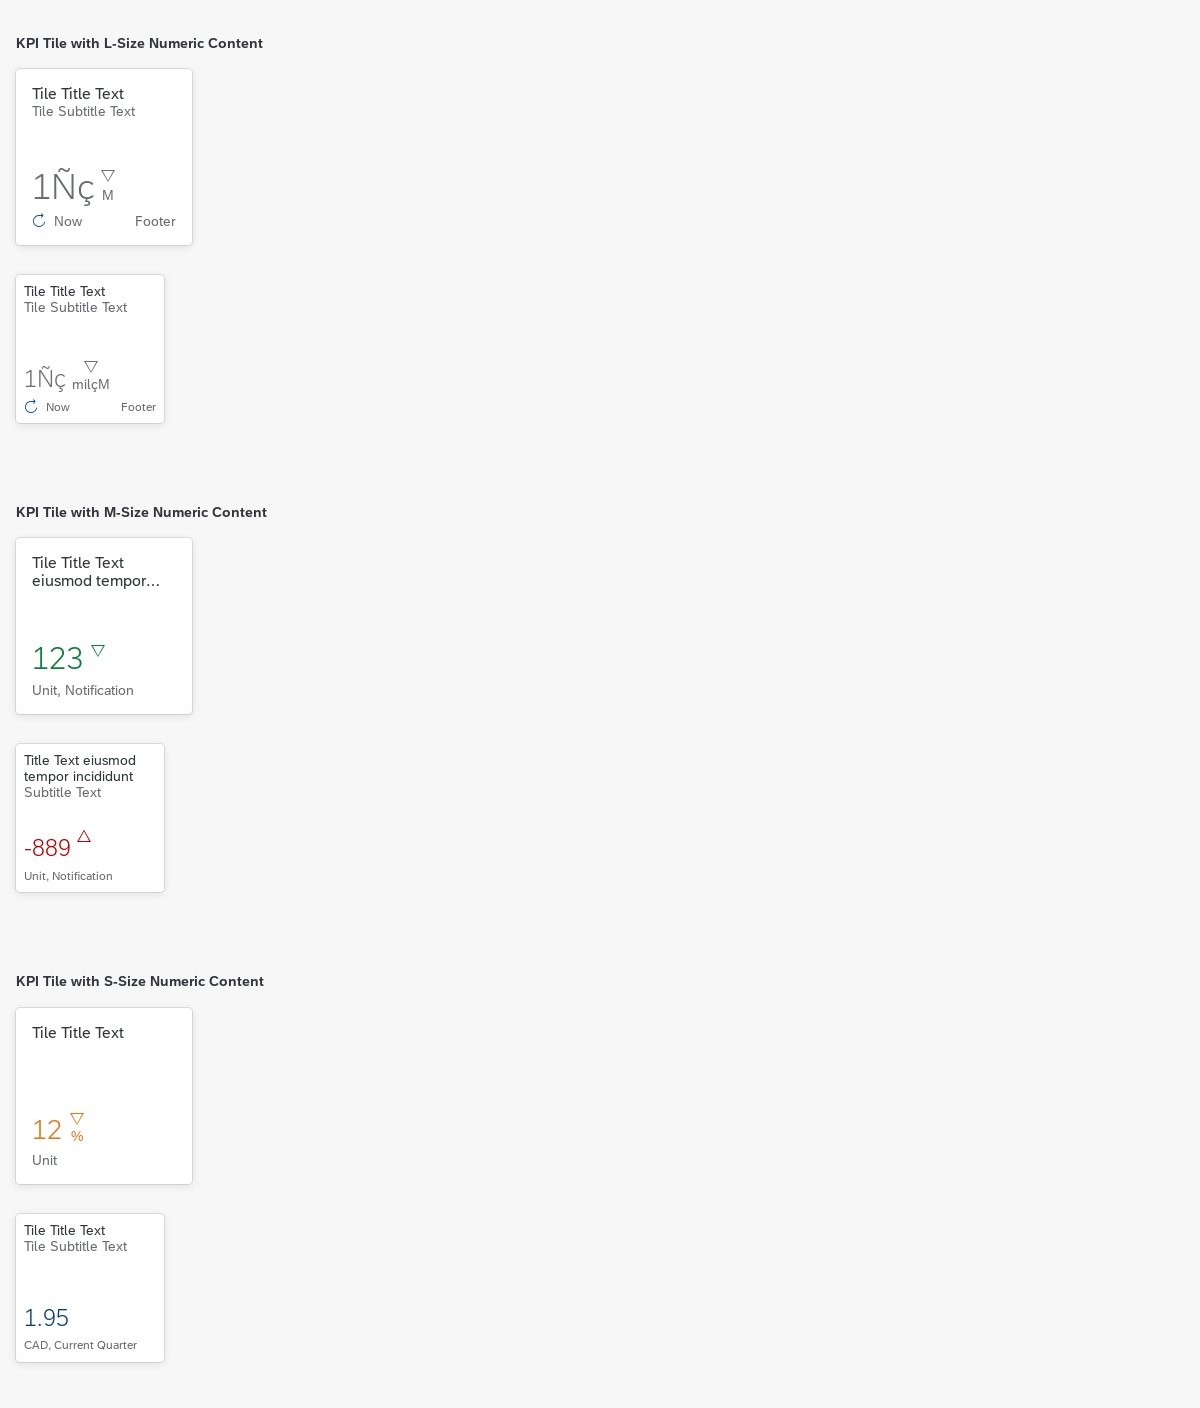 KPI Tile with L-Size Numeric Content
Tile Title Text
Tile Subtitle Text
1Ñç
M
Now Footer
Tile Title Text
Tile Subtitle Text
1Ñç milçM
Now Footer
KPI Tile with M-Size Numeric Content
Tile Title Text
eiusmod tempor...
123
Unit, Notification
Title Text eiusmod
tempor incididunt
Subtitle Text
-889
Unit, Notification
KPI Tile with S-Size Numeric Content
Tile Title Text
12 %
Unit
Tile Title Text
Tile Subtitle Text
1.95
CAD, Current Quarter